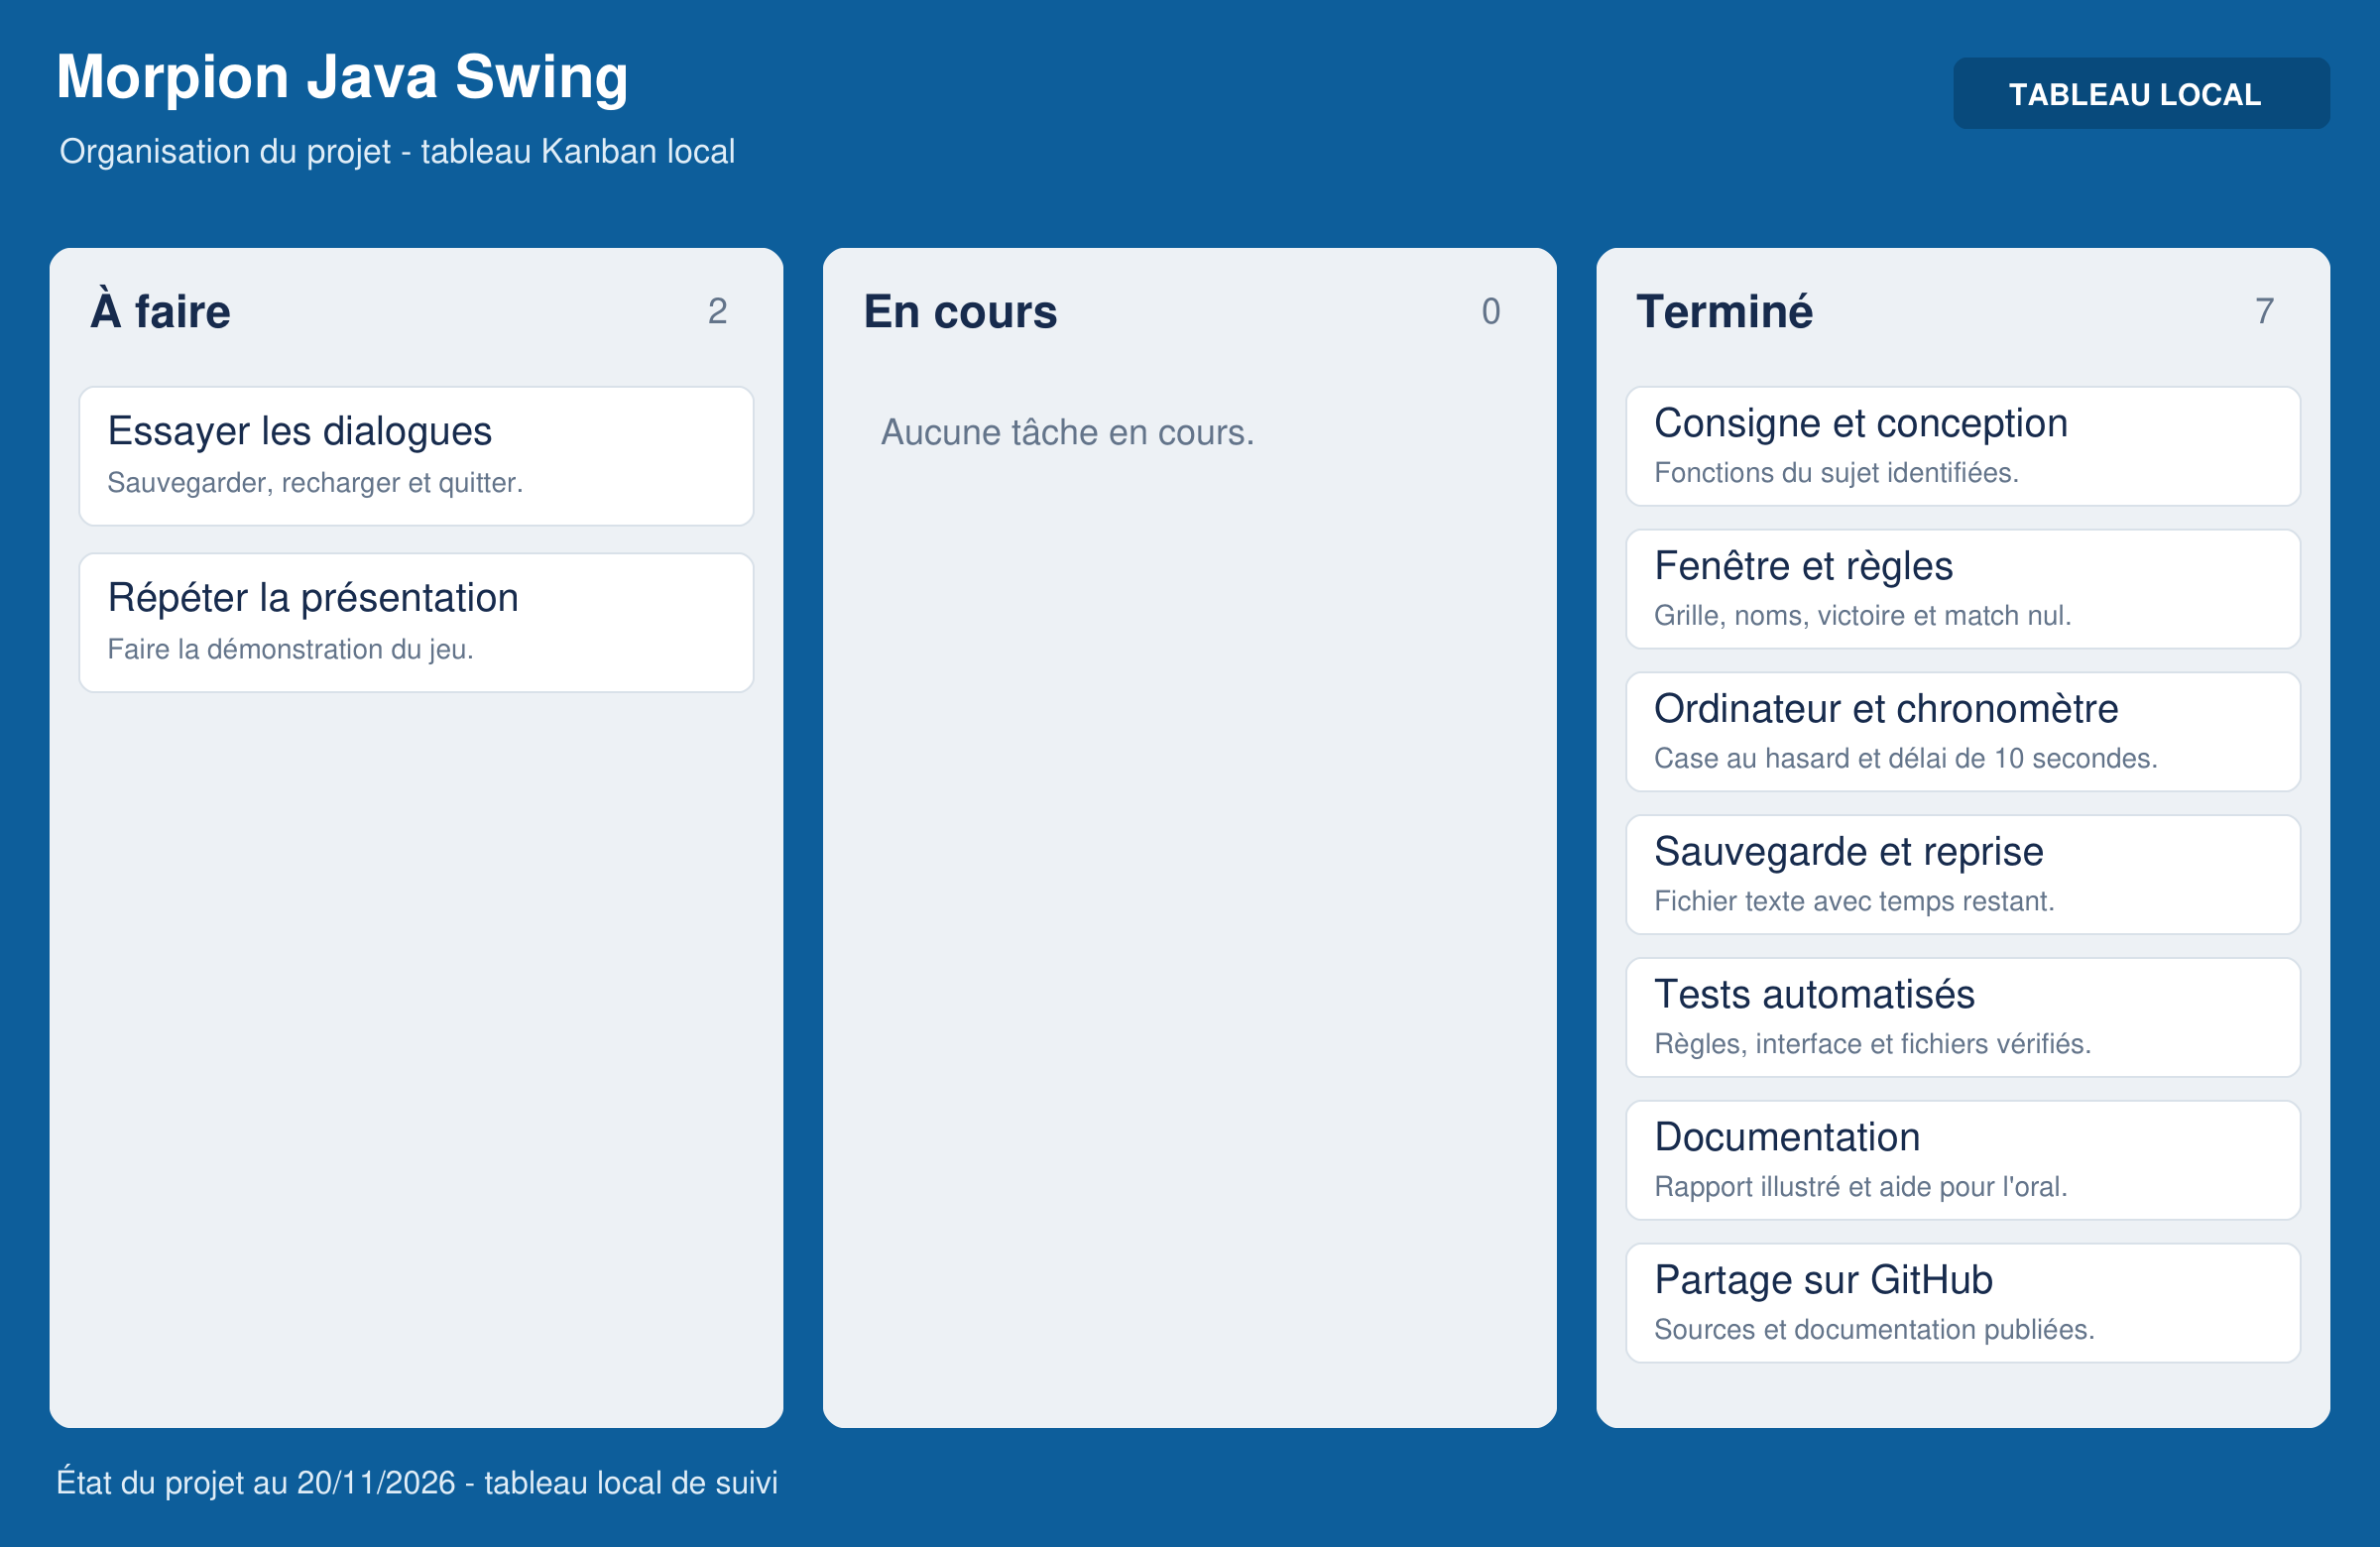 Morpion Java Swing
TABLEAU LOCAL
Organisation du projet - tableau Kanban local
À faire
2
Essayer les dialogues
Sauvegarder, recharger et quitter.
Répéter la présentation
Faire la démonstration du jeu.
En cours
0
Aucune tâche en cours.
Terminé
7
Consigne et conception
Fonctions du sujet identifiées.
Fenêtre et règles
Grille, noms, victoire et match nul.
Ordinateur et chronomètre
Case au hasard et délai de 10 secondes.
Sauvegarde et reprise
Fichier texte avec temps restant.
Tests automatisés
Règles, interface et fichiers vérifiés.
Documentation
Rapport illustré et aide pour l'oral.
Partage sur GitHub
Sources et documentation publiées.
État du projet au 20/11/2026 - tableau local de suivi